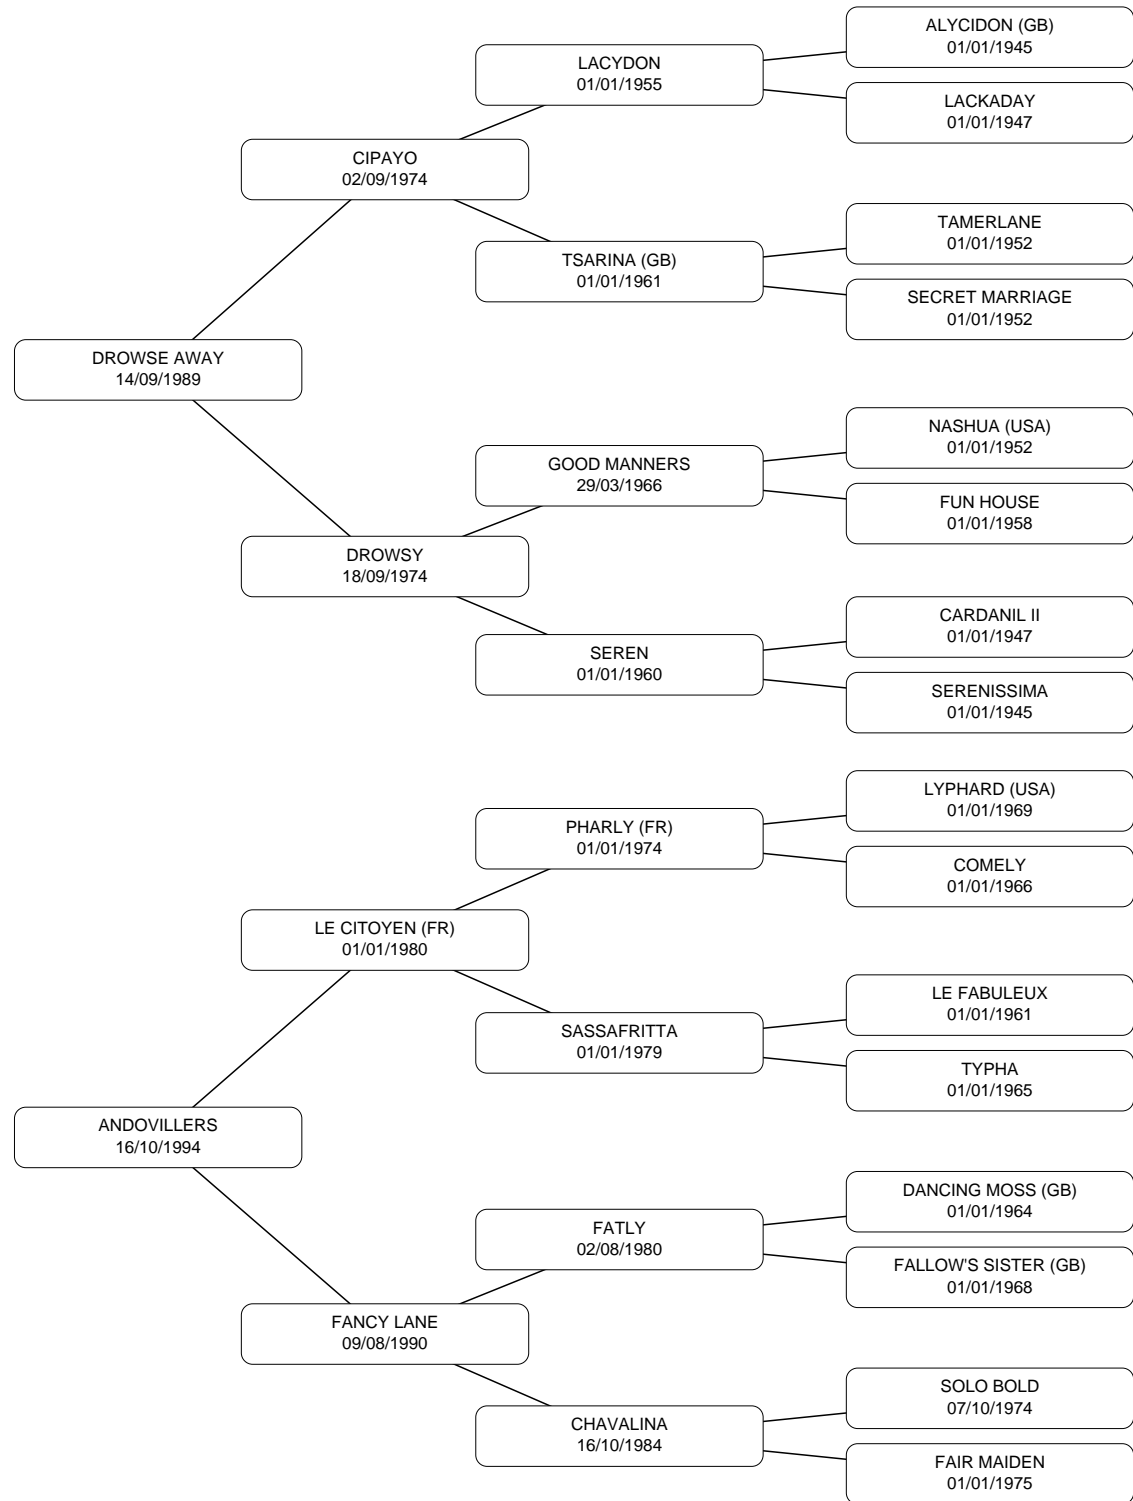 ALYCIDON (GB)
01/01/1945
LACYDON
01/01/1955
LACKADAY
01/01/1947
CIPAYO
02/09/1974
TAMERLANE
01/01/1952
TSARINA (GB)
01/01/1961
SECRET MARRIAGE
01/01/1952
DROWSE AWAY
14/09/1989
NASHUA (USA)
01/01/1952
GOOD MANNERS
29/03/1966
FUN HOUSE
01/01/1958
DROWSY
18/09/1974
CARDANIL II
01/01/1947
SEREN
01/01/1960
SERENISSIMA
01/01/1945
LYPHARD (USA)
01/01/1969
PHARLY (FR)
01/01/1974
COMELY
01/01/1966
LE CITOYEN (FR)
01/01/1980
LE FABULEUX
01/01/1961
SASSAFRITTA
01/01/1979
TYPHA
01/01/1965
ANDOVILLERS
16/10/1994
DANCING MOSS (GB)
01/01/1964
FATLY
02/08/1980
FALLOW'S SISTER (GB)
01/01/1968
FANCY LANE
09/08/1990
SOLO BOLD
07/10/1974
CHAVALINA
16/10/1984
FAIR MAIDEN
01/01/1975